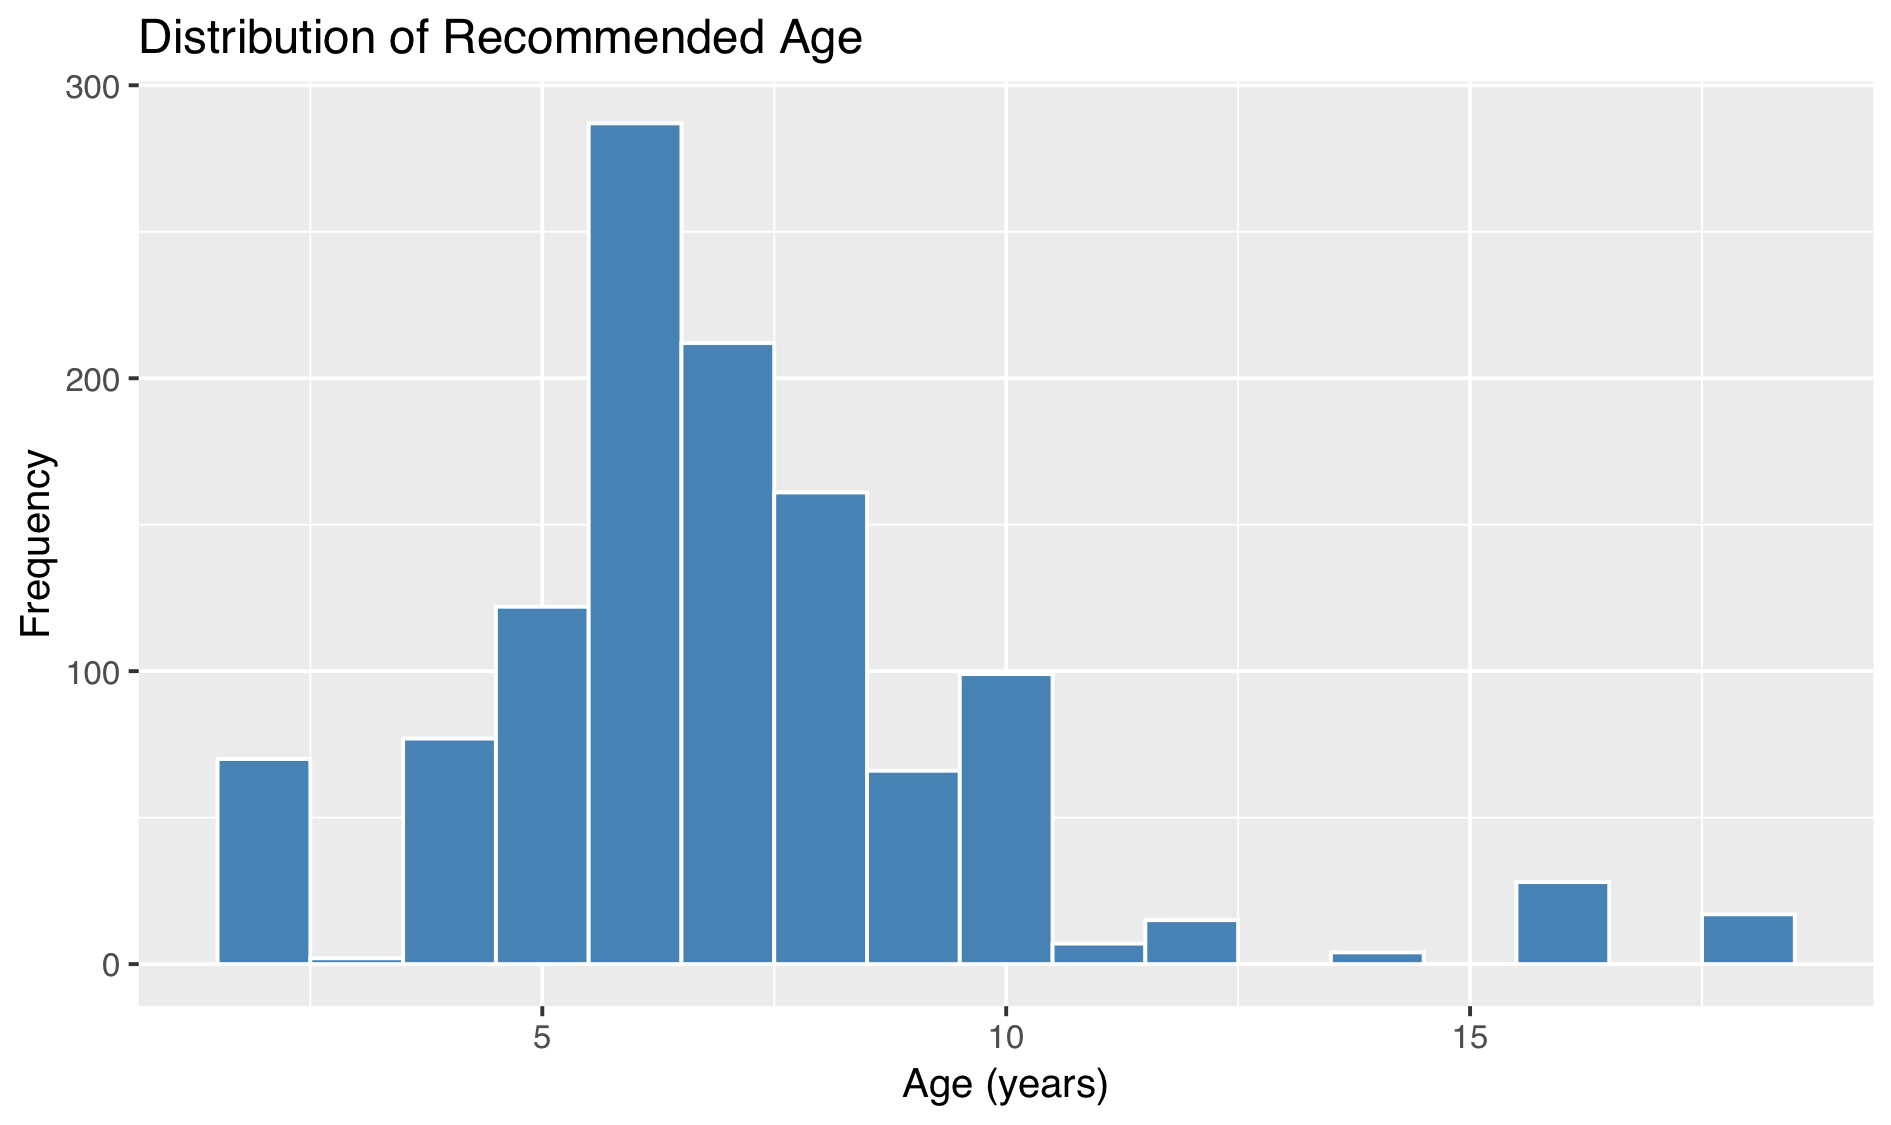 Distribution of Recommended Age
300
200
100
0
Frequency
5 10 15
Age (years)